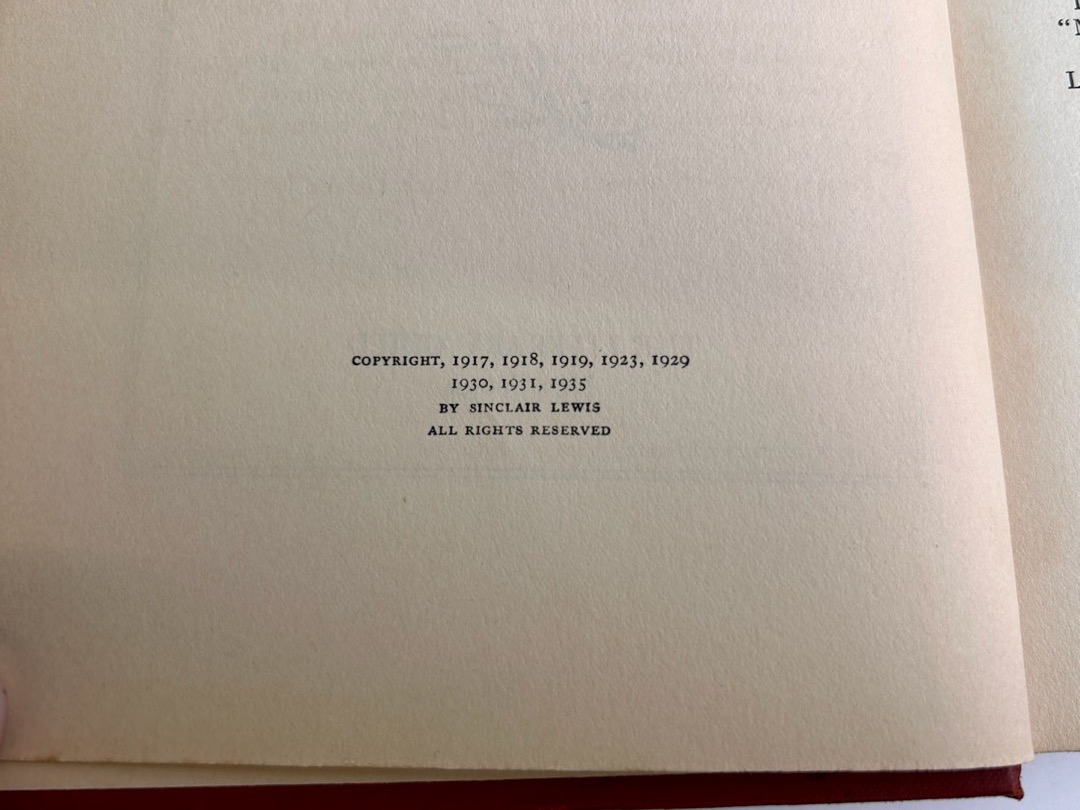 COPYRIGHT, 1917, 1918, 1919, 1923, 1929
1930, 1931, 1935
BY SINCLAIR LEWIS
ALL RIGHTS RESERVED